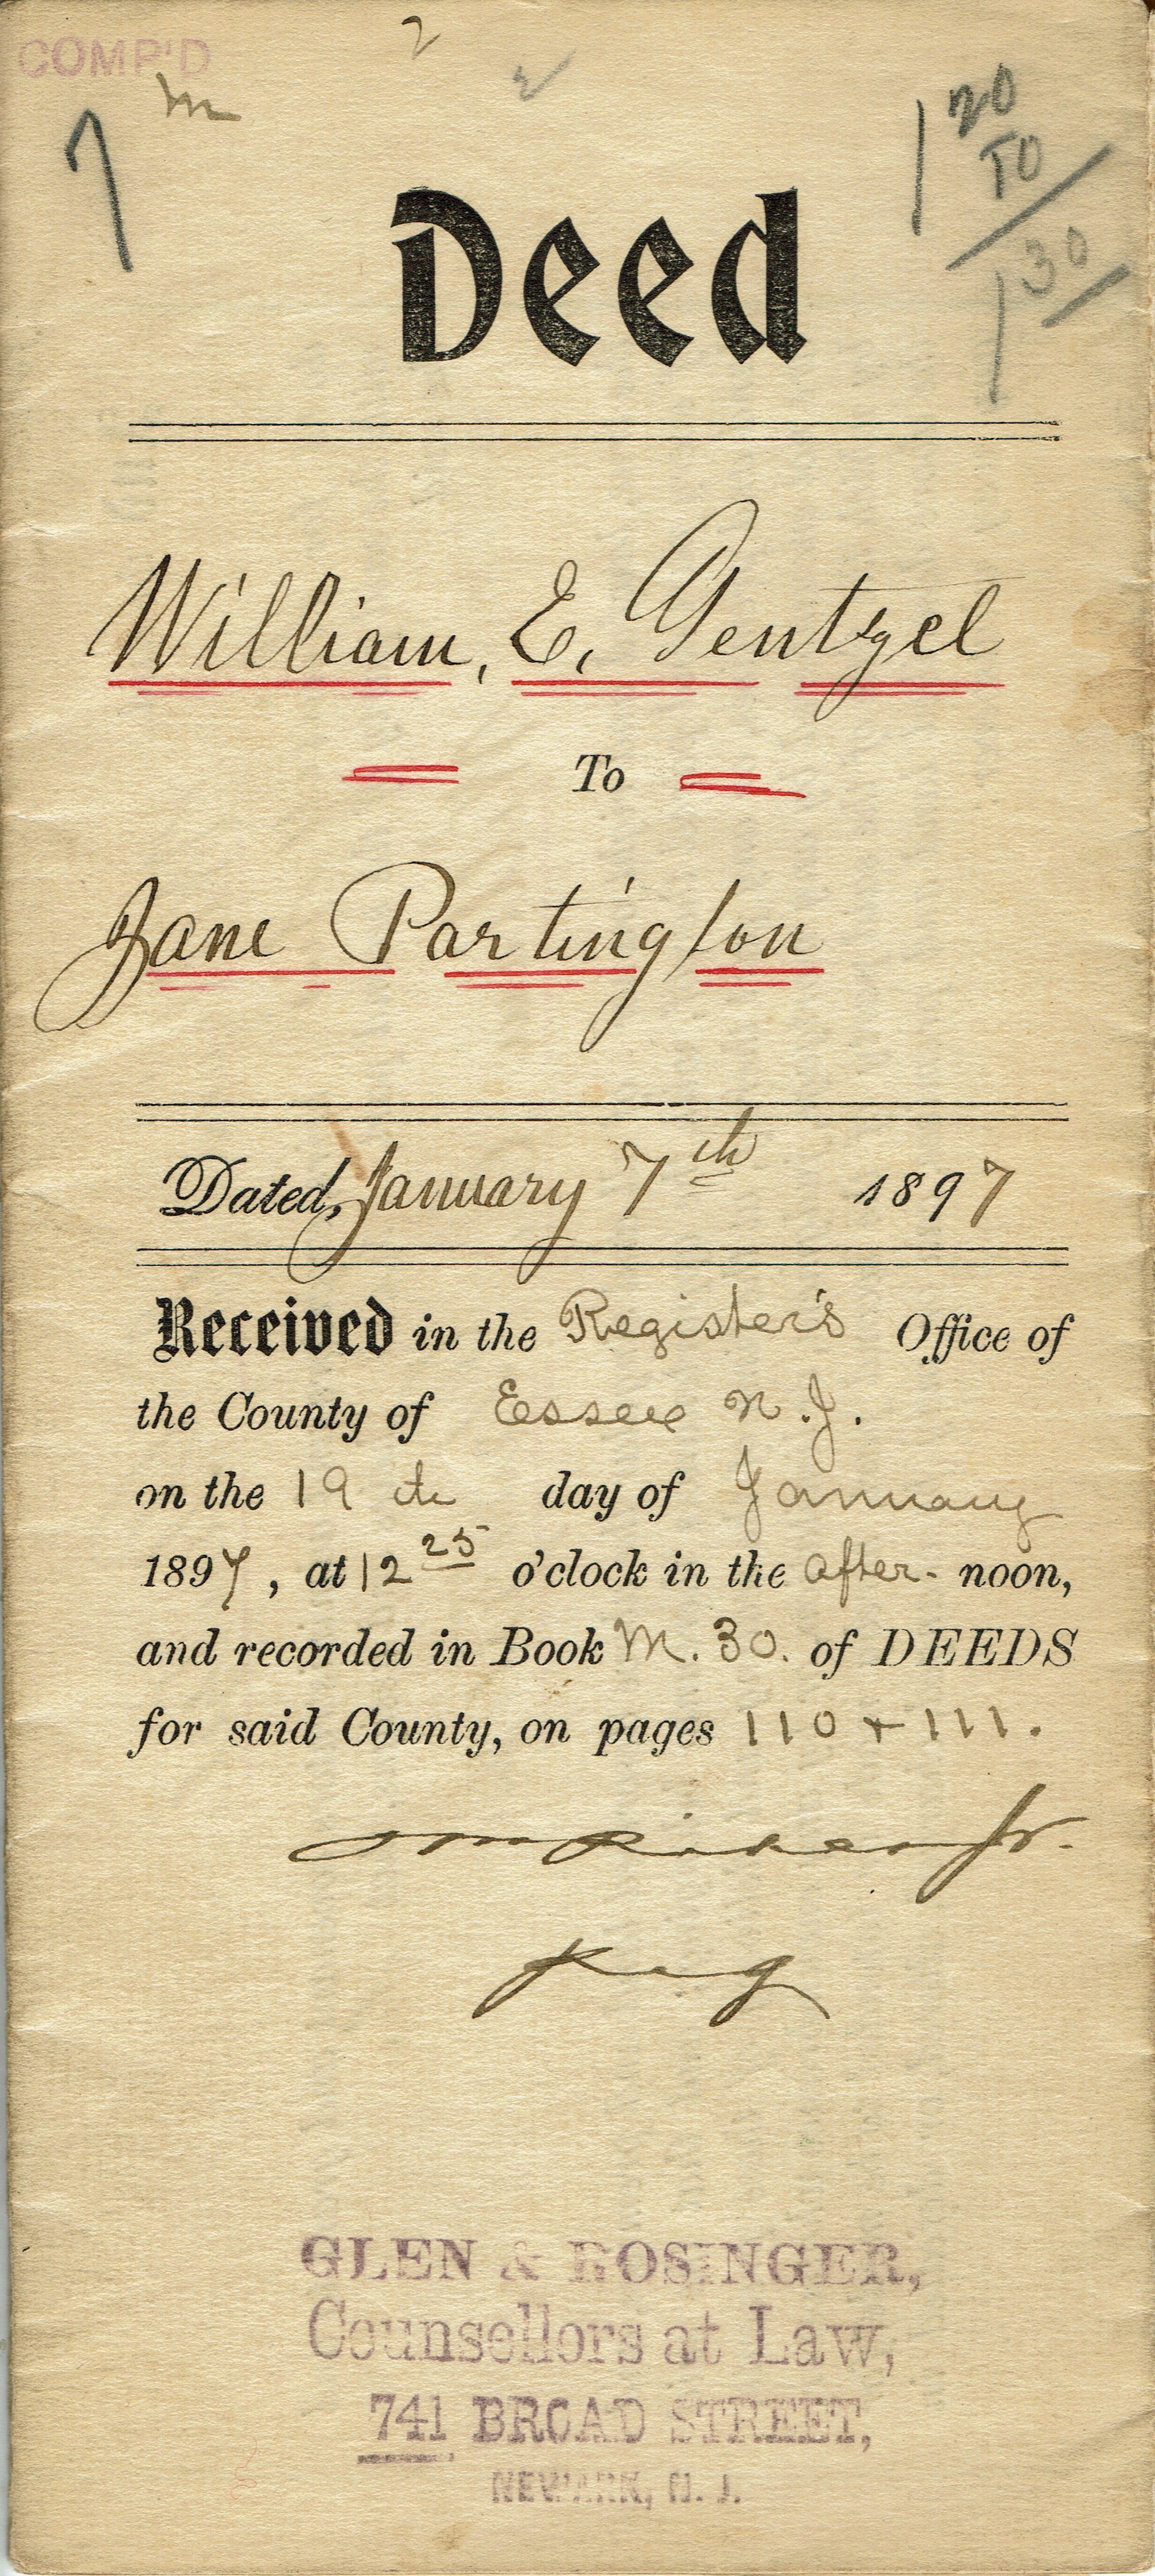 COMP'D
2
m
7
1 20
10
1 30
Deed
William, E, Gentzel
To
Jane Partington
Dated, January 7th 1897
Received in the Register's Office of
the County of Essex N.J.
on the 19 th day of January
1897, at 12 25 o'clock in the after- noon,
and recorded in Book M. 30. of DEEDS
for said County, on pages 110 + 111.
Jr.
Reg
GLEN & ROSINGER,
Counsellors at Law,
741 BROAD STREET,
NEWARK, N. J.